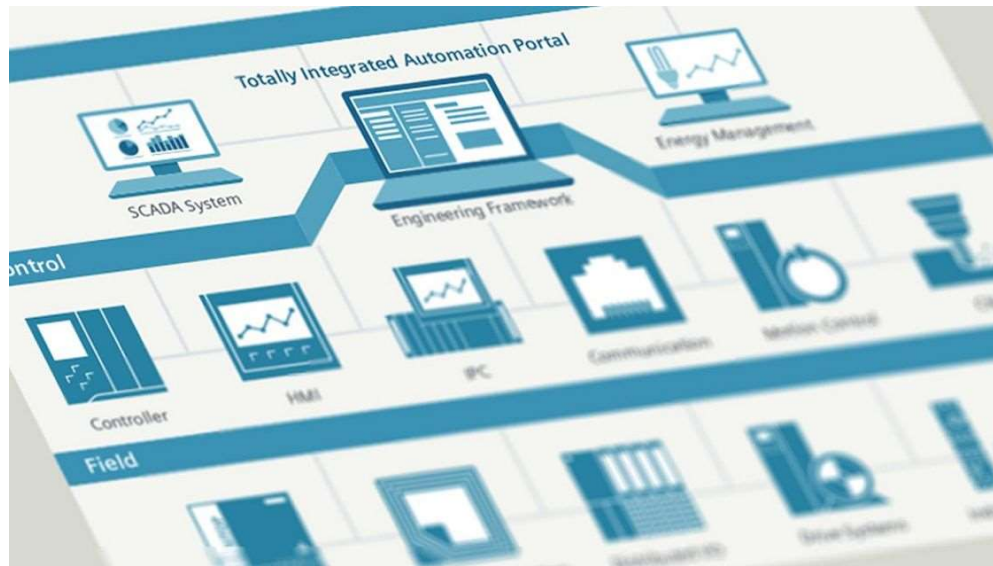 Totally Integrated Automation Portal
SCADA System
Engineering Framework
Energy Management
ontrol
Controller
HMI
IPC
Communication
Motion Control
Field
Drive Systems